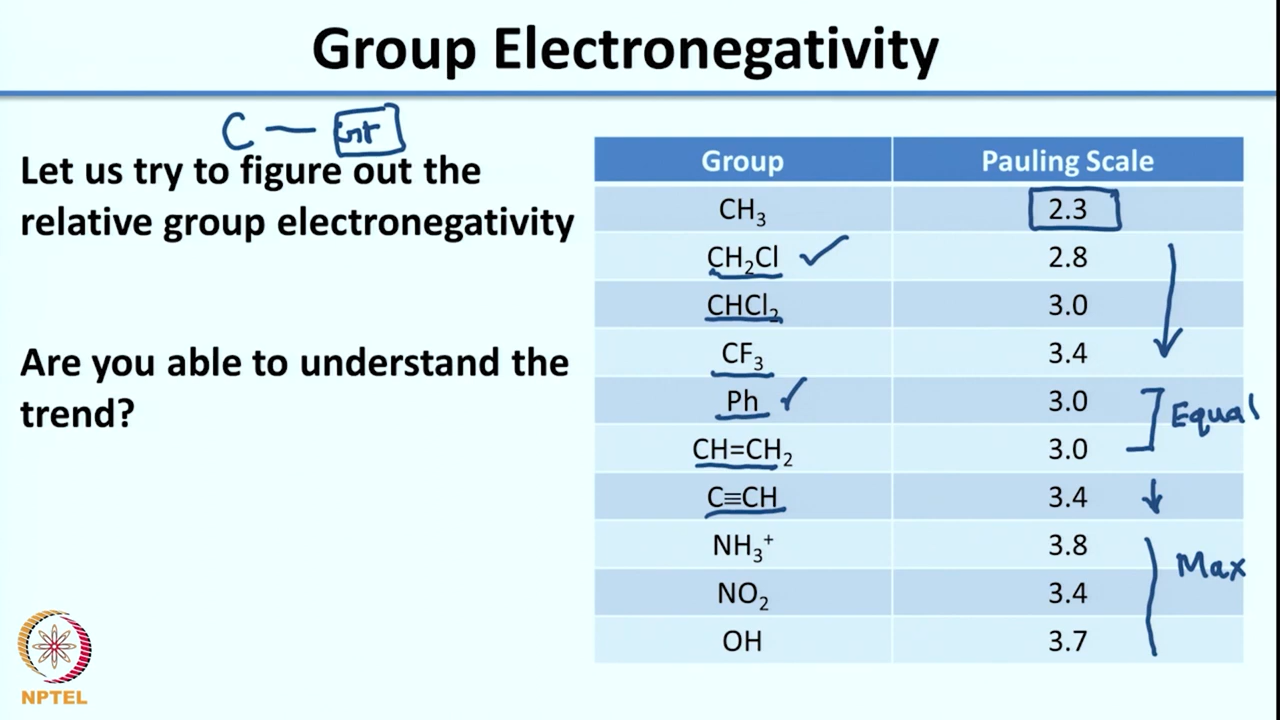 Group Electronegativity
C —
Let us try to figure out the
relative group electronegativity
Are you able to understand the
trend?
Group Pauling Scale
CH₃ 2.3
CH₂Cl 2.8
CHCl₂ 3.0
CF₃ 3.4
Ph 3.0
CH=CH₂ 3.0
Equal
C≡CH 3.4
NH₃⁺ 3.8
Max
NO₂ 3.4
OH 3.7
NPTEL